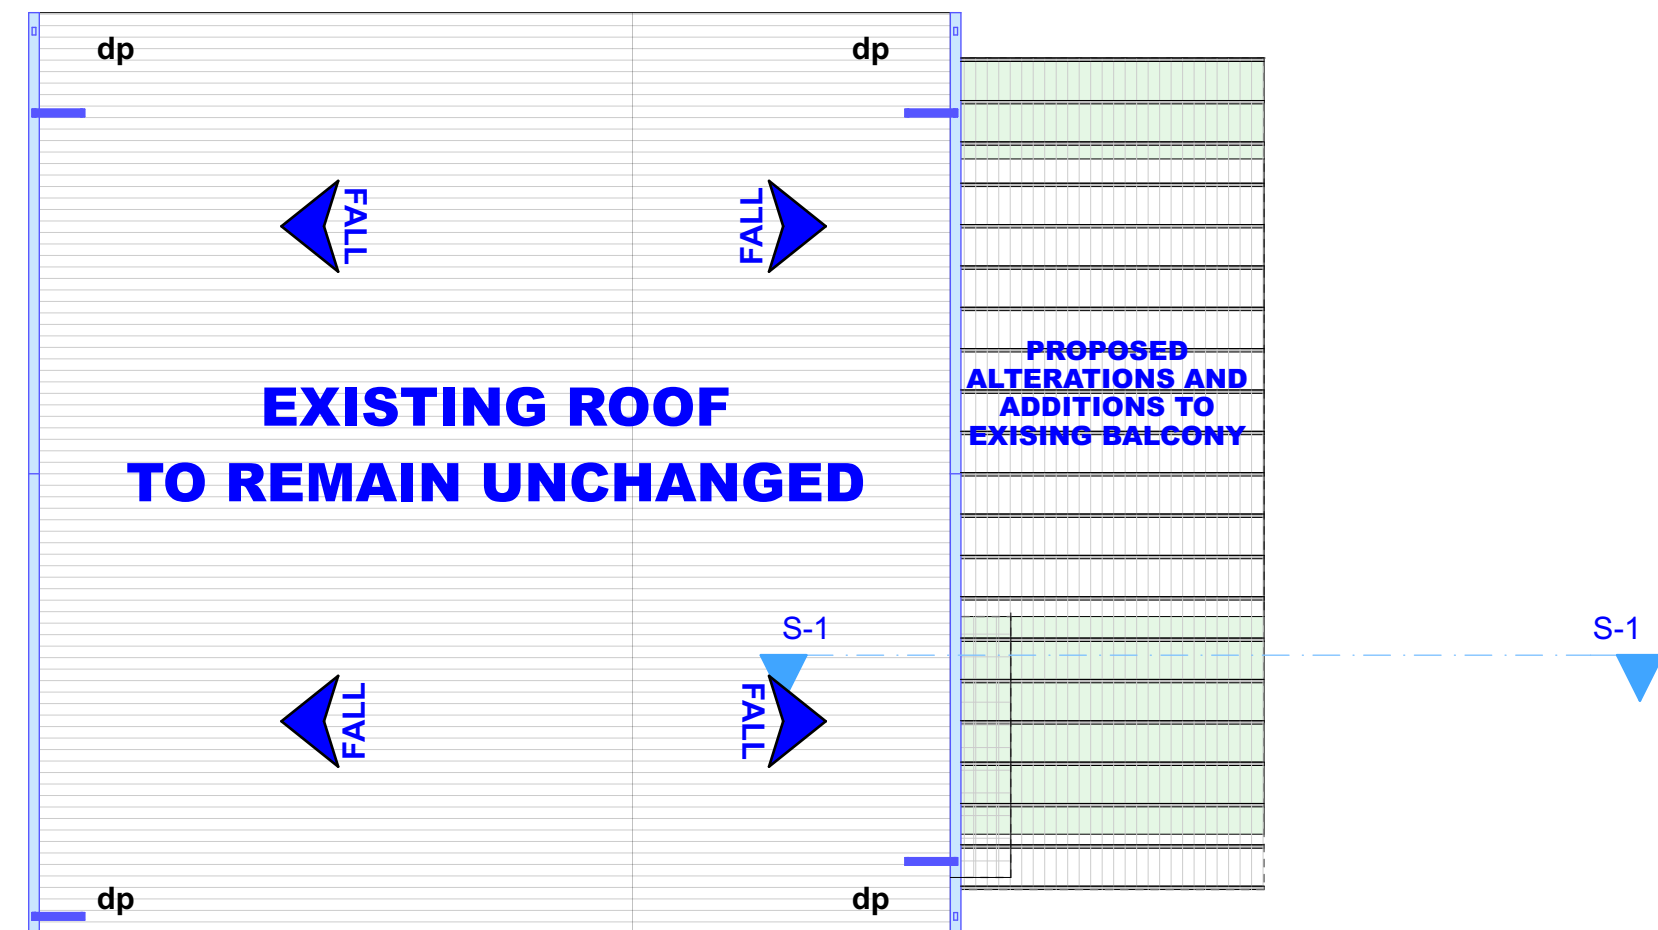 dp
dp
FALL
FALL
PROPOSED
ALTERATIONS AND
ADDITIONS TO
EXISING BALCONY
EXISTING ROOF
TO REMAIN UNCHANGED
S-1
S-1
FALL
FALL
dp
dp